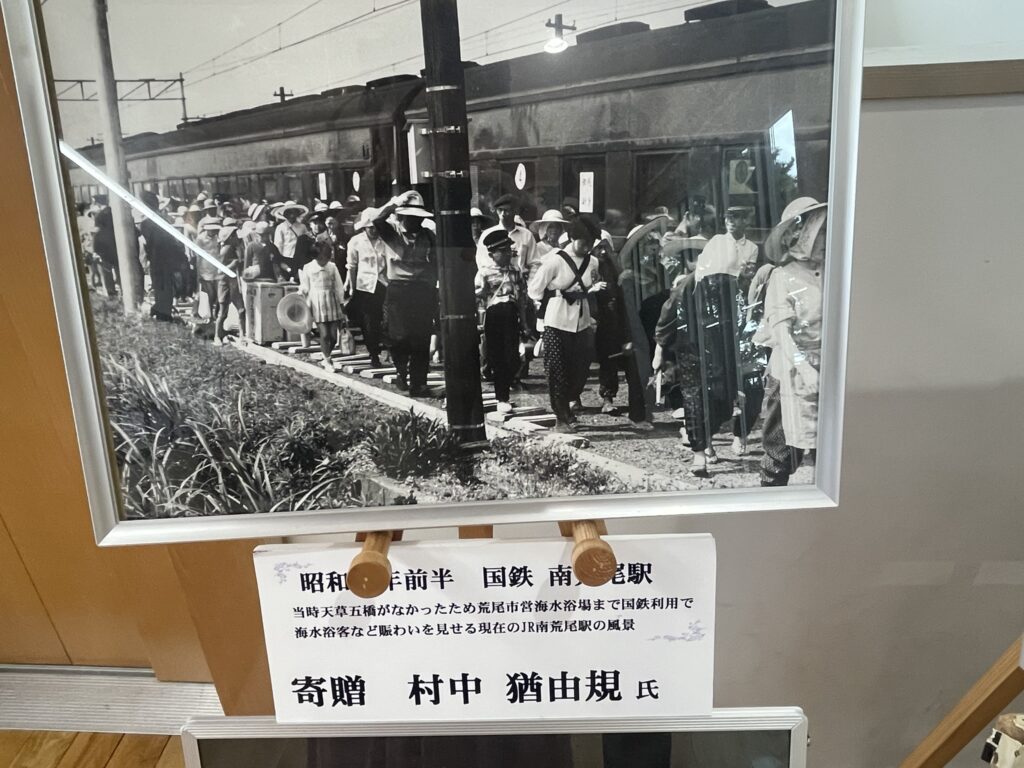 昭和 年前半　国鉄 南 尾駅
当時天草五橋がなかったため荒尾市営海水浴場まで国鉄利用で
海水浴客など賑わいを見せる現在のJR南荒尾駅の風景
寄贈　村中 猶由規 氏